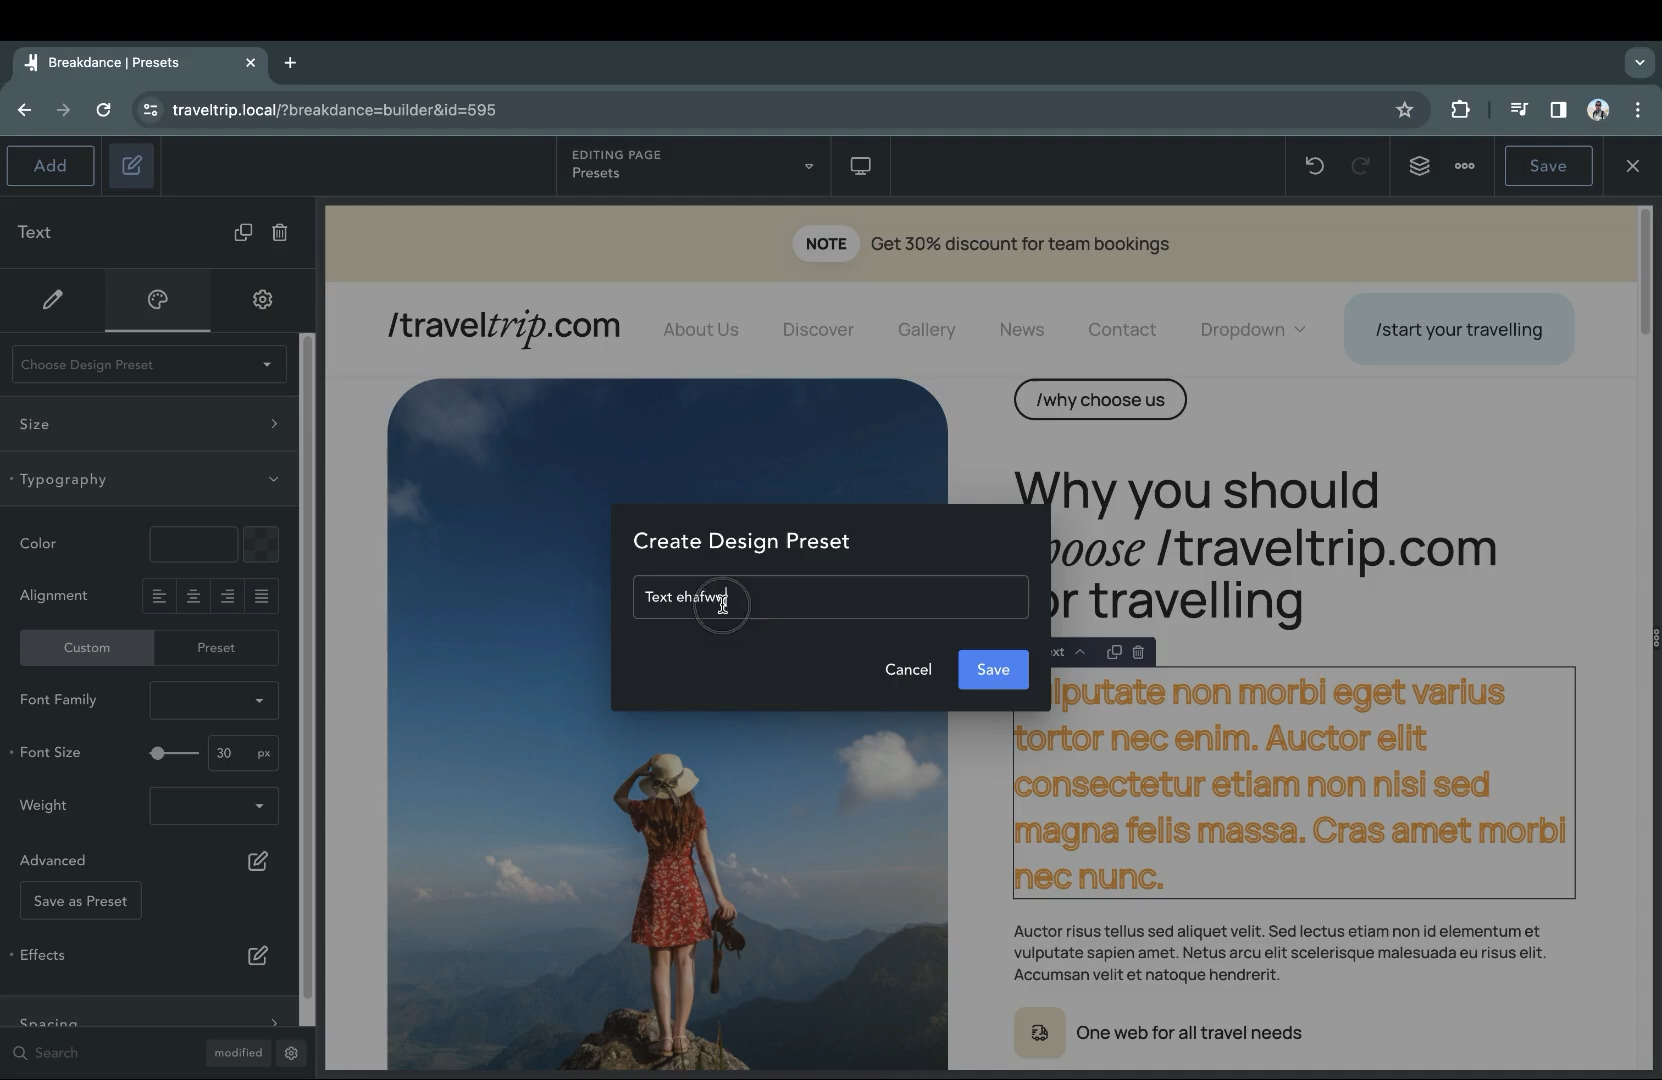 Breakdance | Presets
traveltrip.local/?breakdance=builder&id=595
Add
EDITING PAGE
Presets
Save
Text
Choose Design Preset
Size
Typography
Color
Alignment
Custom
Preset
Font Family
Font Size
30
px
Weight
Advanced
Save as Preset
Effects
Spacing
Search
modified
NOTE
Get 30% discount for team bookings
/traveltrip.com
About Us
Discover
Gallery
News
Contact
Dropdown
/start your travelling
/why choose us
Why you should
/traveltrip.com
travelling
Create Design Preset
Cancel
Save
non morbi eget varius
tortor nec enim. Auctor elit
consectetur etiam non nisi sed
magna felis massa. Cras amet morbi
nec nunc.
Auctor risus tellus sed aliquet velit. Sed lectus etiam non id elementum et
vulputate sapien amet. Netus arcu elit scelerisque malesuada eu risus elit.
Accumsan velit et natoque hendrerit.
One web for all travel needs